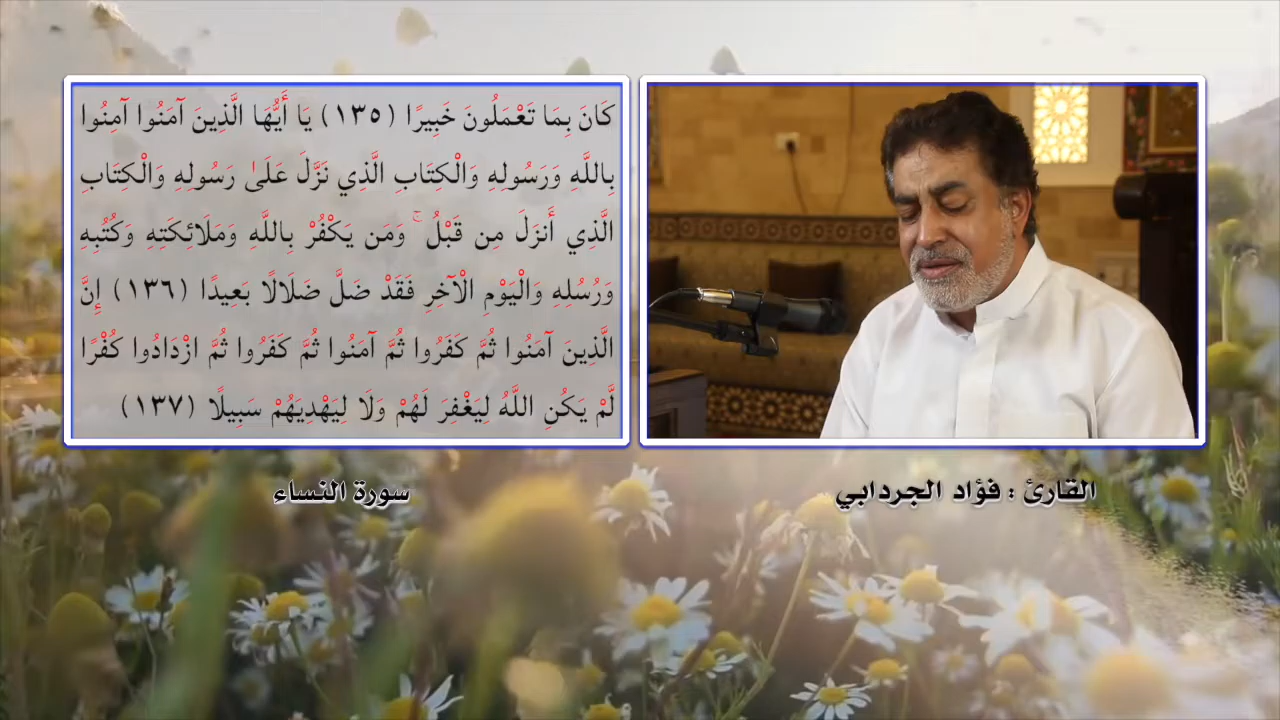 كَانَ بِمَا تَعْمَلُونَ خَبِيرًا (١٣٥) يَا أَيُّهَا الَّذِينَ آمَنُوا آمِنُوا
بِاللَّهِ وَرَسُولِهِ وَالْكِتَابِ الَّذِي نَزَّلَ عَلَىٰ رَسُولِهِ وَالْكِتَابِ
الَّذِي أَنزَلَ مِن قَبْلُ ۚ وَمَن يَكْفُرْ بِاللَّهِ وَمَلَائِكَتِهِ وَكُتُبِهِ
وَرُسُلِهِ وَالْيَوْمِ الْآخِرِ فَقَدْ ضَلَّ ضَلَالًا بَعِيدًا (١٣٦) إِنَّ
الَّذِينَ آمَنُوا ثُمَّ كَفَرُوا ثُمَّ آمَنُوا ثُمَّ كَفَرُوا ثُمَّ ازْدَادُوا كُفْرًا
لَّمْ يَكُنِ اللَّهُ لِيَغْفِرَ لَهُمْ وَلَا لِيَهْدِيَهُمْ سَبِيلًا (١٣٧)
القارئ : فؤاد الجردابي
سورة النساء